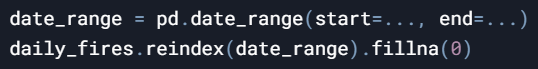 date_range = pd.date_range(start=..., end=...)
daily_fires.reindex(date_range).fillna(0)